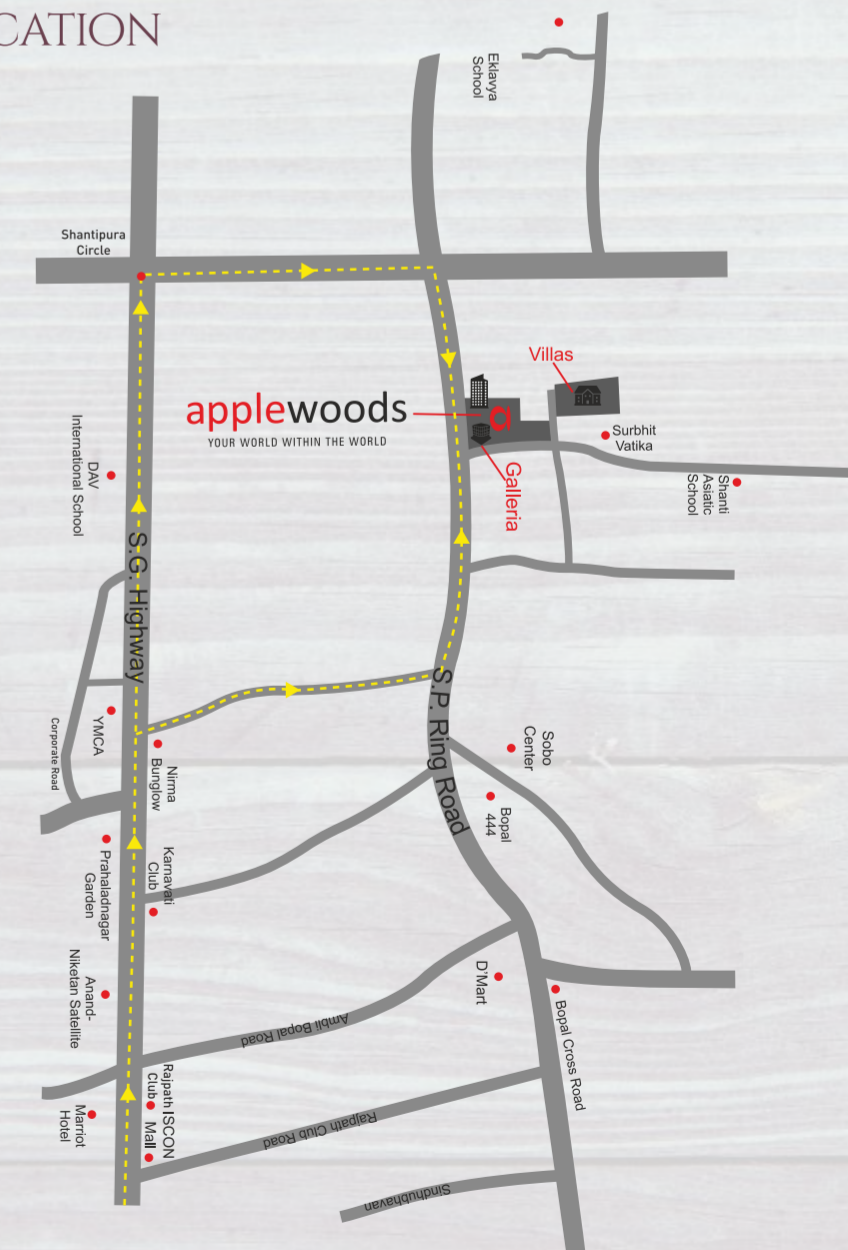 CATION
Eklavya
School
Shantipura
Circle
Villas
applewoods
YOUR WORLD WITHIN THE WORLD
Surbhit
Vatika
Galleria
Shanti
Asiatic
School
DAV
International School
S.G. Highway
S.P. Ring Road
YMCA
Corporate Road
Nirma
Bunglow
Sobo
Center
Bopal
444
Karnavati
Club
Prahaladnagar
Garden
Anand-
Niketan Satellite
D'Mart
Bopal Cross Road
Ambli Bopal Road
Rajpath
Club
ISCON
Mall
Marriot
Hotel
Rajpath Club Road
Sindhubhavan